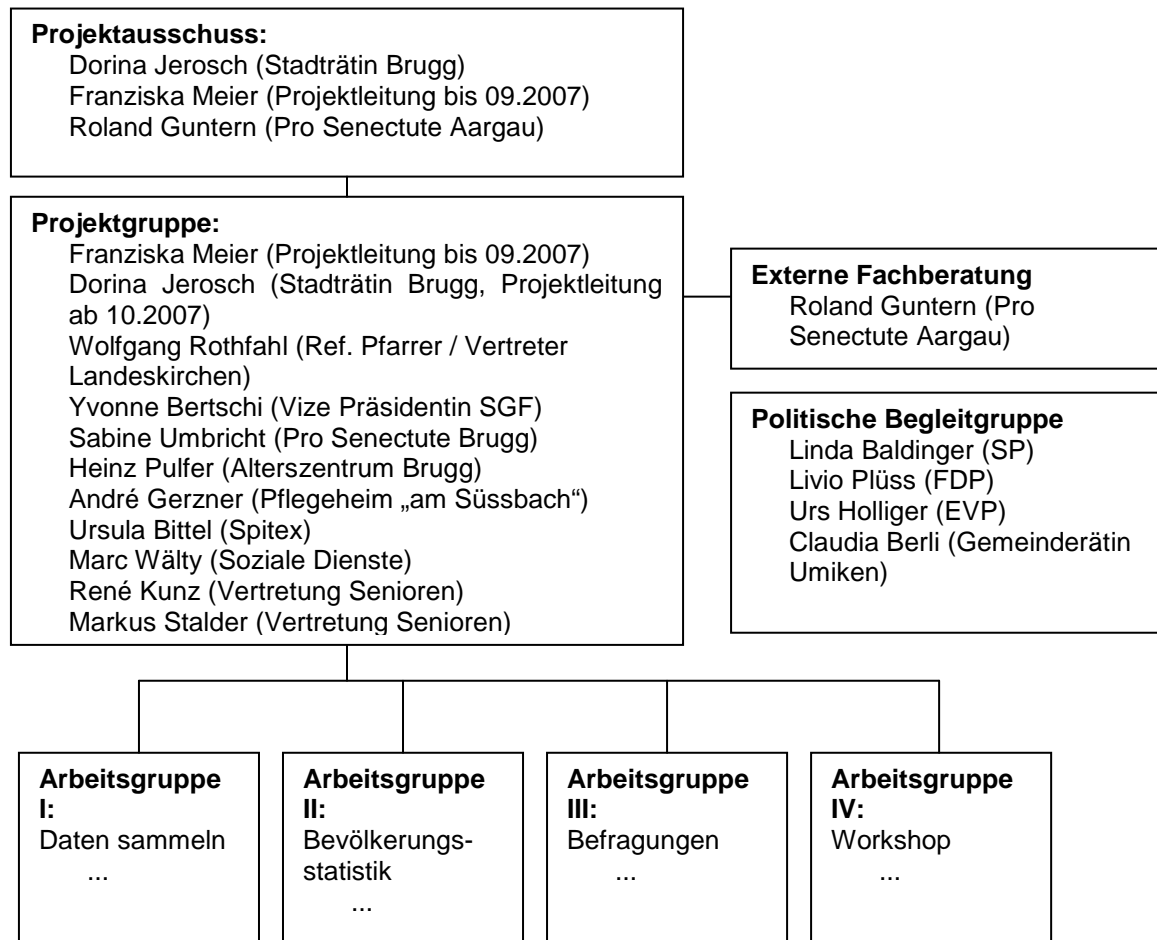 Projektausschuss:
Dorina Jerosch (Stadträtin Brugg)
Franziska Meier (Projektleitung bis 09.2007)
Roland Guntern (Pro Senectute Aargau)
Projektgruppe:
Franziska Meier (Projektleitung bis 09.2007)
Dorina Jerosch (Stadträtin Brugg, Projektleitung
ab 10.2007)
Wolfgang Rothfahl (Ref. Pfarrer / Vertreter
Landeskirchen)
Yvonne Bertschi (Vize Präsidentin SGF)
Sabine Umbricht (Pro Senectute Brugg)
Heinz Pulfer (Alterszentrum Brugg)
André Gerzner (Pflegeheim „am Süssbach“)
Ursula Bittel (Spitex)
Marc Wälty (Soziale Dienste)
René Kunz (Vertretung Senioren)
Markus Stalder (Vertretung Senioren)
Externe Fachberatung
Roland Guntern (Pro
Senectute Aargau)
Politische Begleitgruppe
Linda Baldinger (SP)
Livio Plüss (FDP)
Urs Holliger (EVP)
Claudia Berli (Gemeinderätin
Umiken)
Arbeitsgruppe
I:
Daten sammeln
...
Arbeitsgruppe
II:
Bevölkerungs-
statistik
...
Arbeitsgruppe
III:
Befragungen
...
Arbeitsgruppe
IV:
Workshop
...